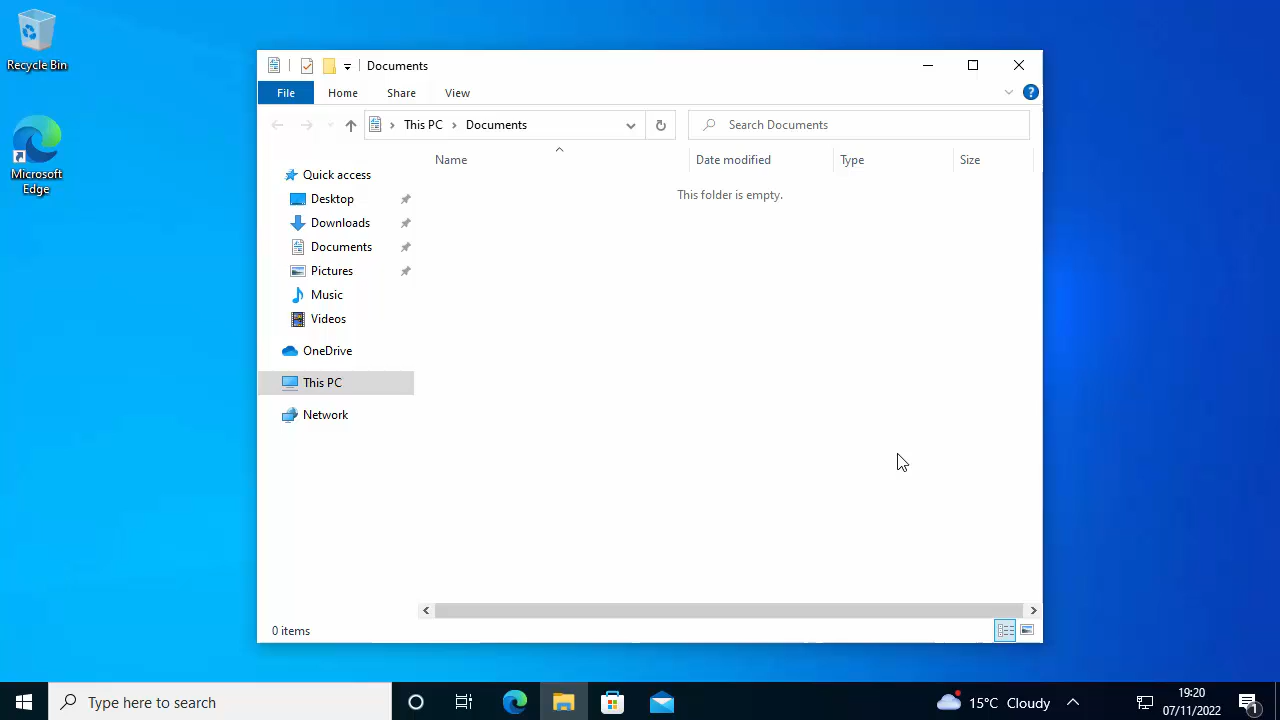 Recycle Bin
Microsoft
Edge
Documents
File Home Share View
This PC Documents
Search Documents
Name Date modified Type Size
This folder is empty.
Quick access
Desktop
Downloads
Documents
Pictures
Music
Videos
OneDrive
This PC
Network
0 items
Type here to search
15°C Cloudy
19:20
07/11/2022
1